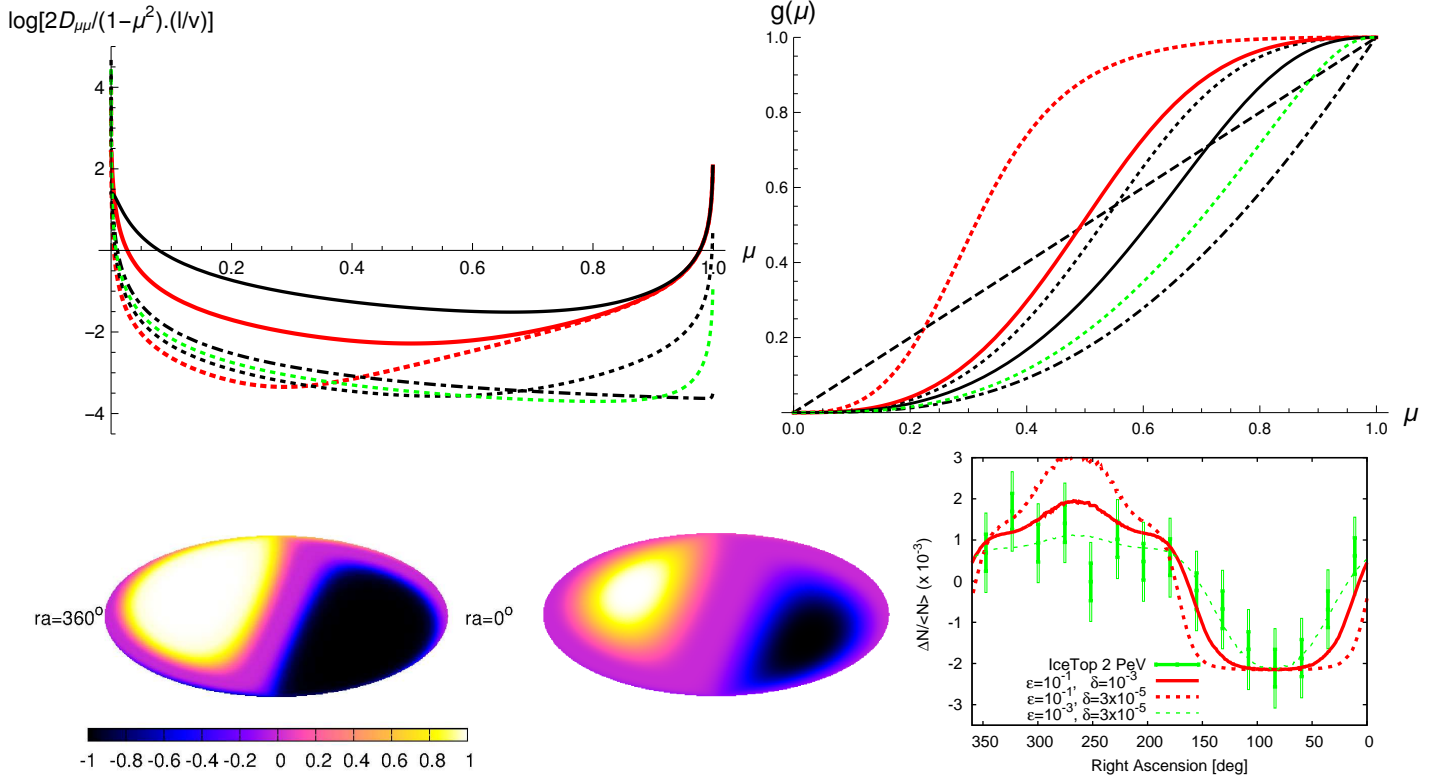 log[2D_μμ/(1−μ²).(l/v)]
4
2
-2
-4
0.2
0.4
0.6
0.8
1.0
μ
g(μ)
1.0
0.8
0.6
0.4
0.2
0.0
0.2
0.4
0.6
0.8
1.0
μ
ra=360°
ra=0°
-1 -0.8 -0.6 -0.4 -0.2 0 0.2 0.4 0.6 0.8 1
ΔN/<N> (x 10⁻³)
3
2
1
0
-1
-2
-3
IceTop 2 PeV
ε=10⁻¹, δ=10⁻³
ε=10⁻¹, δ=3x10⁻⁵
ε=10⁻³, δ=3x10⁻⁵
350 300 250 200 150 100 50 0
Right Ascension [deg]